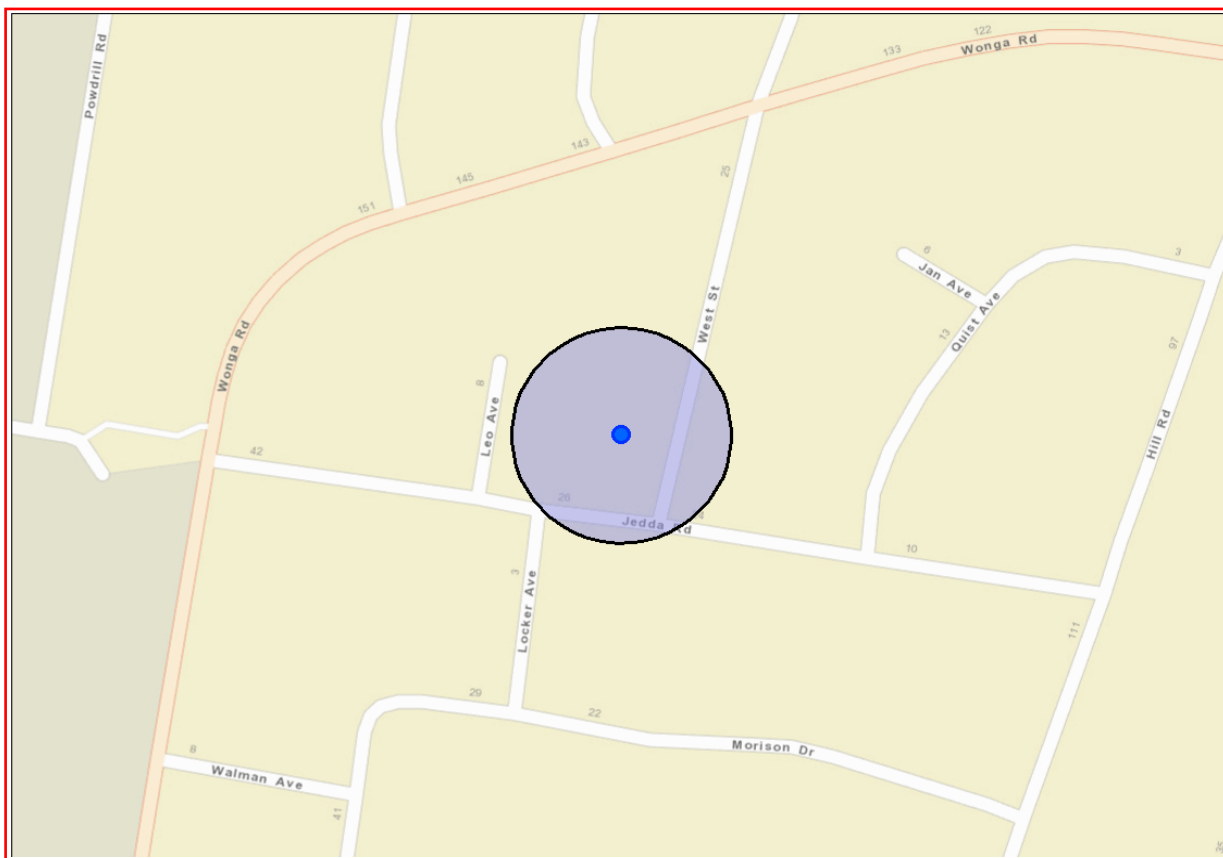 122
Wonga Rd
133
Powdrill Rd
143
25
145
151
6
3
Jan Ave
Quist Ave
West St
13
97
Wonga Rd
8
Leo Ave
Hill Rd
42
26
Jedda Rd
10
3
Locker Ave
111
29
22
Morison Dr
8
Walman Ave
41
35